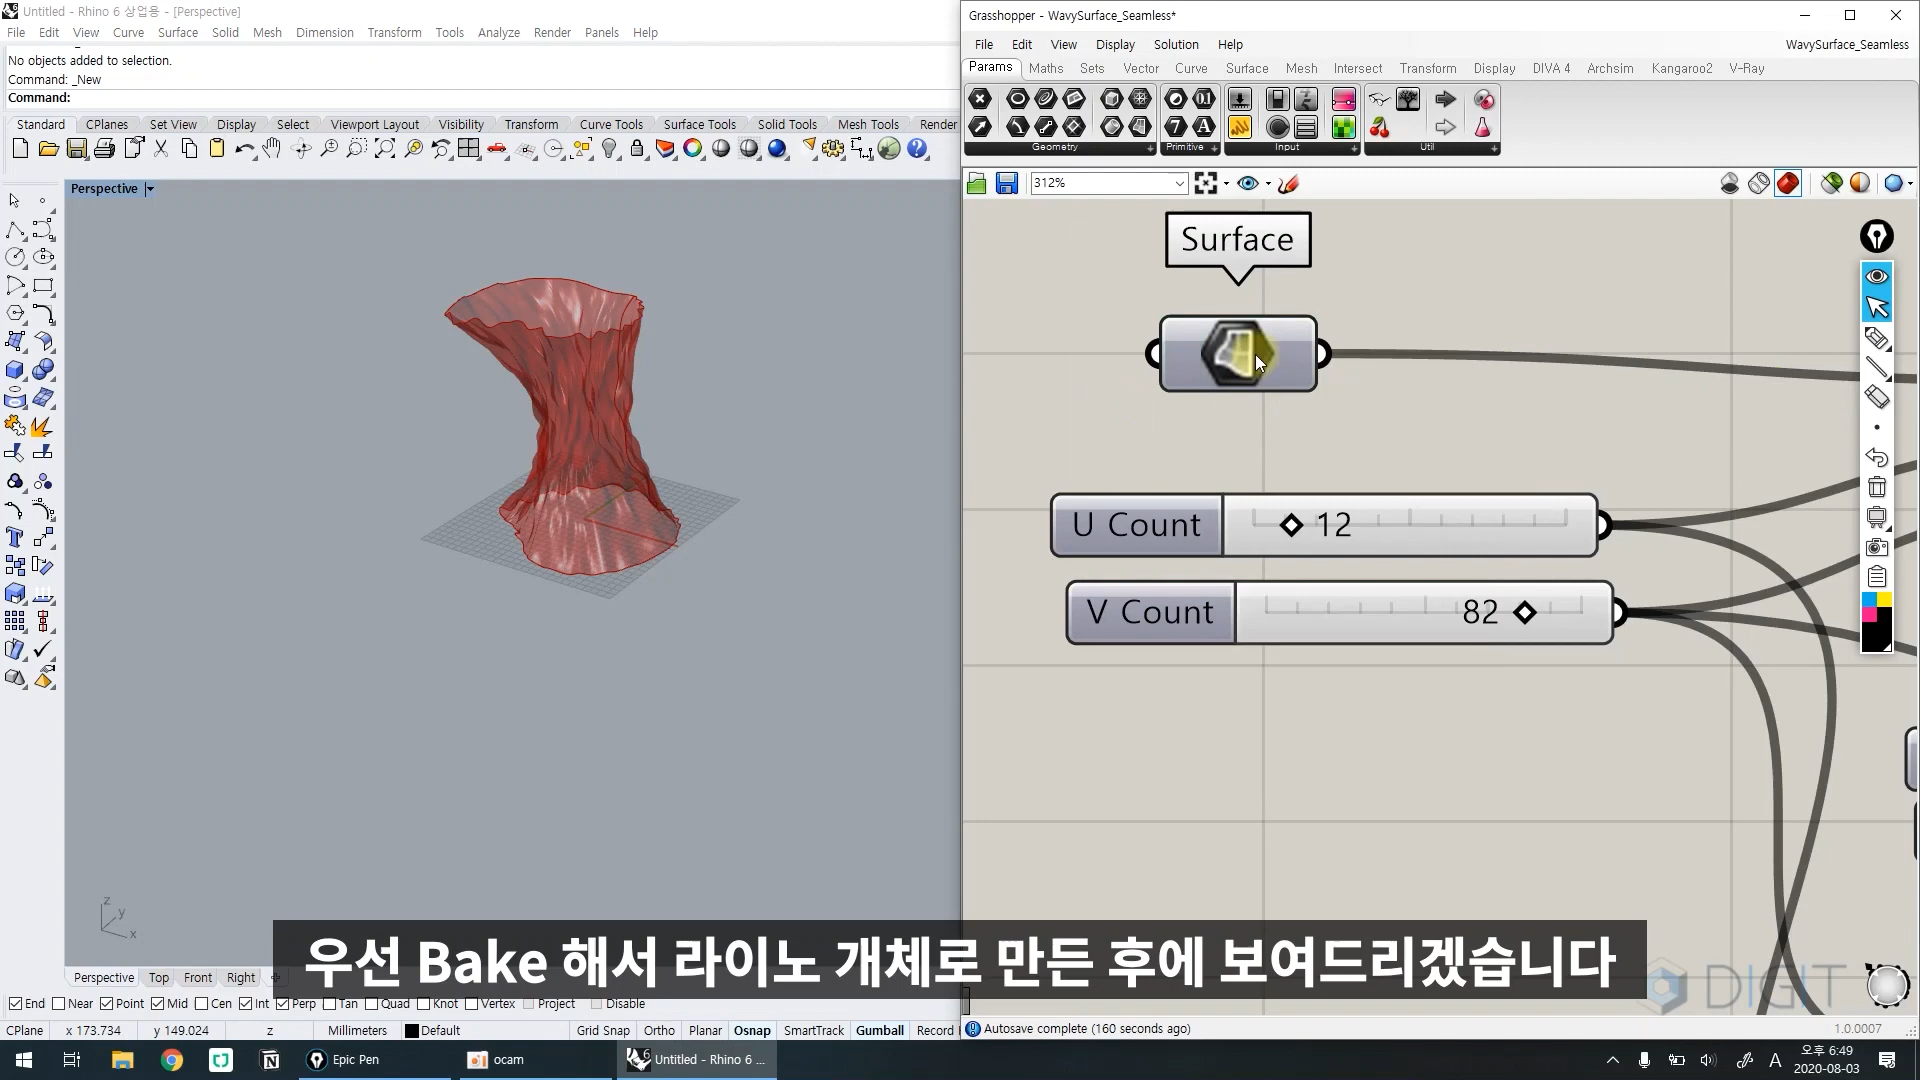 Untitled - Rhino 6 상업용 - [Perspective]
File Edit View Curve Surface Solid Mesh Dimension Transform Tools Analyze Render Panels Help
No objects added to selection.
Command: _New
Command:
Standard CPlanes Set View Display Select Viewport Layout Visibility Transform Curve Tools Surface Tools Solid Tools Mesh Tools Render
Perspective
z
y
x
Perspective Top Front Right
End Near Point Mid Cen Int Perp Tan Quad Knot Vertex Project Disable
CPlane x 173.734 y 149.024 z Millimeters Default Grid Snap Ortho Planar Osnap SmartTrack Gumball Record
Grasshopper - WavySurface_Seamless*
File Edit View Display Solution Help WavySurface_Seamless
Params Maths Sets Vector Curve Surface Mesh Intersect Transform Display DIVA 4 Archsim Kangaroo2 V-Ray
Geometry Primitive Input Util
312%
Surface
U Count 12
V Count 82
우선 Bake 해서 라이노 개체로 만든 후에 보여드리겠습니다
DIGIT
Autosave complete (160 seconds ago) 1.0.0007
Epic Pen ocam Untitled - Rhino 6 ... A 오후 6:49
2020-08-03